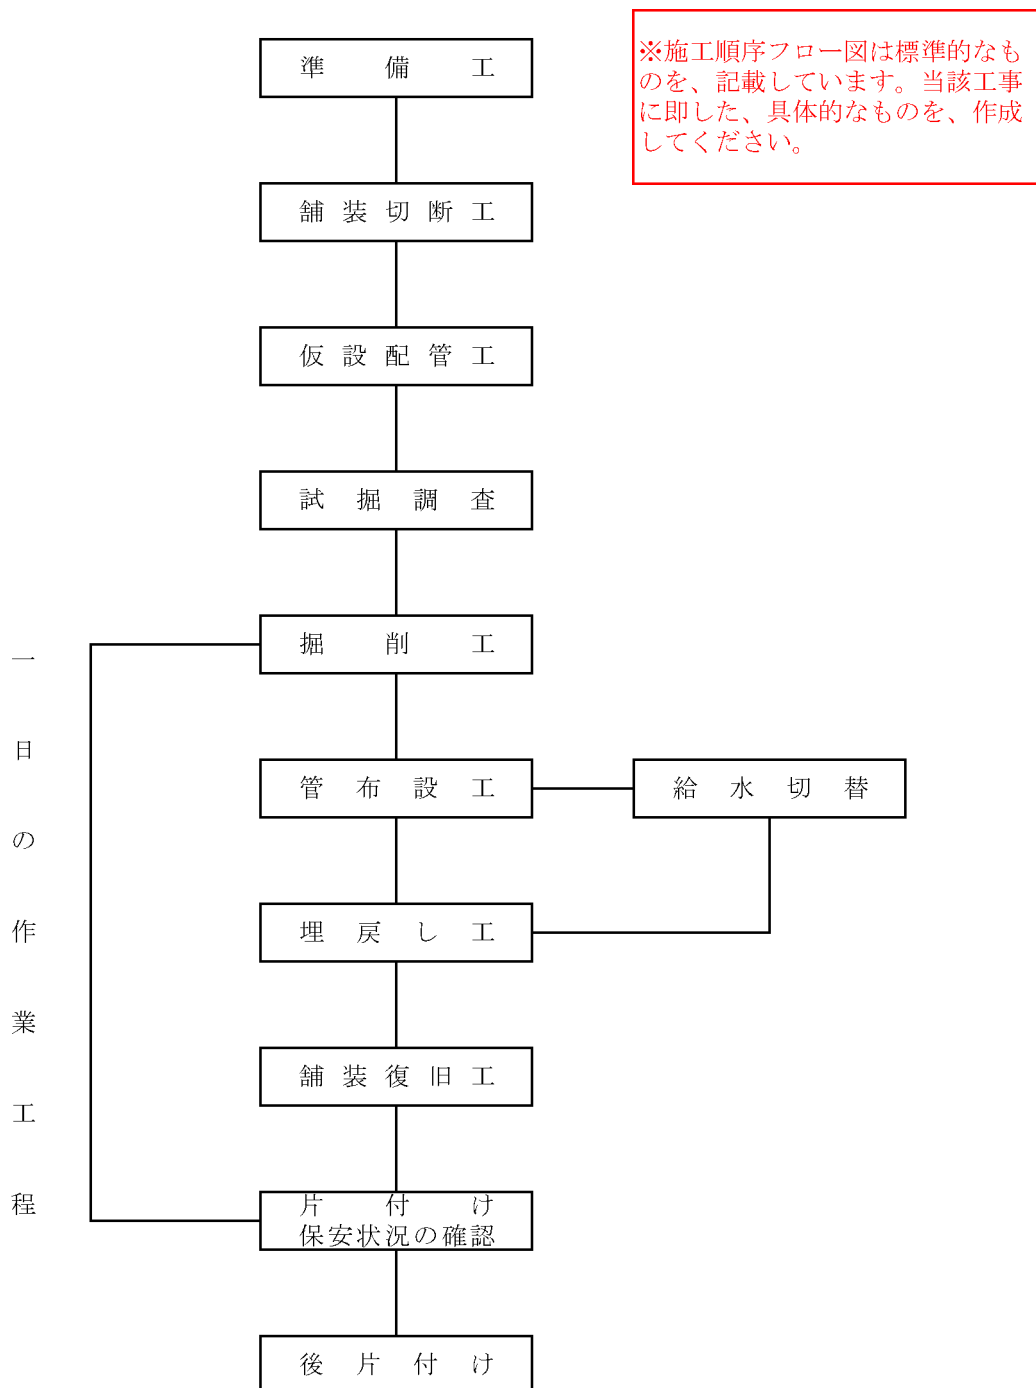 準備工
※施工順序フロー図は標準的なも
のを、記載しています。当該工事
に即した、具体的なものを、作成
してください。
舗装切断工
仮設配管工
試掘調査
掘削工
一日の作業工程
管布設工
給水切替
埋戻し工
舗装復旧工
片付け
保安状況の確認
後片付け